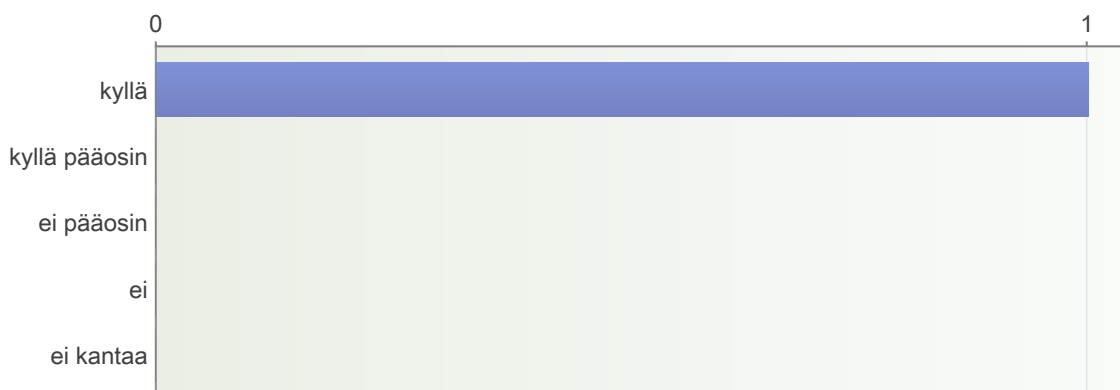 0 1
kyllä
kyllä pääosin
ei pääosin
ei
ei kantaa